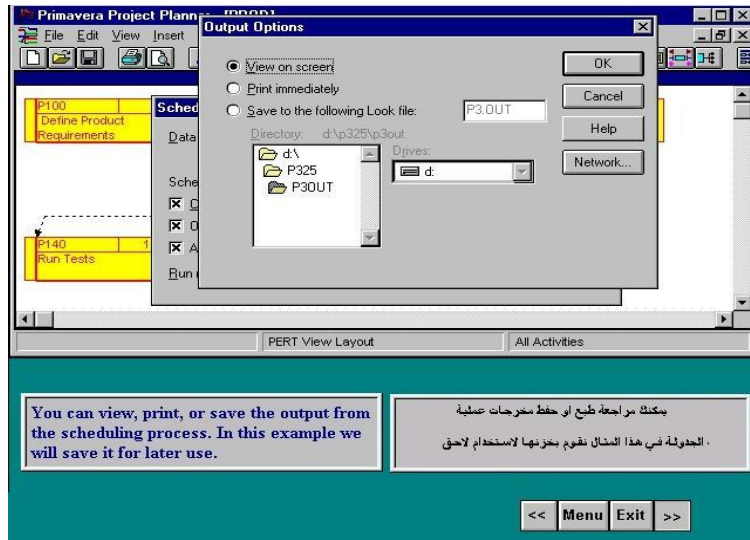 Primavera Project Planner - [PROD]
File Edit View Insert
Output Options
View on screen
Print immediately
Save to the following Look file: P3.OUT
Directory: d:\p325\p3out
Drives:
d:\
P325
P3OUT
d:
OK
Cancel
Help
Network...
P100
Define Product
Requirements
Sched
Data
Sche
O
A
Run
P140 1
Run Tests
PERT View Layout All Activities
You can view, print, or save the output from
the scheduling process. In this example we
will save it for later use.
يمكنك مراجعة طبع او حفظ مخرجات عملية
الجدولة في هذا المثال نقوم بخزنها لاستخدام لاحق .
<< Menu Exit >>